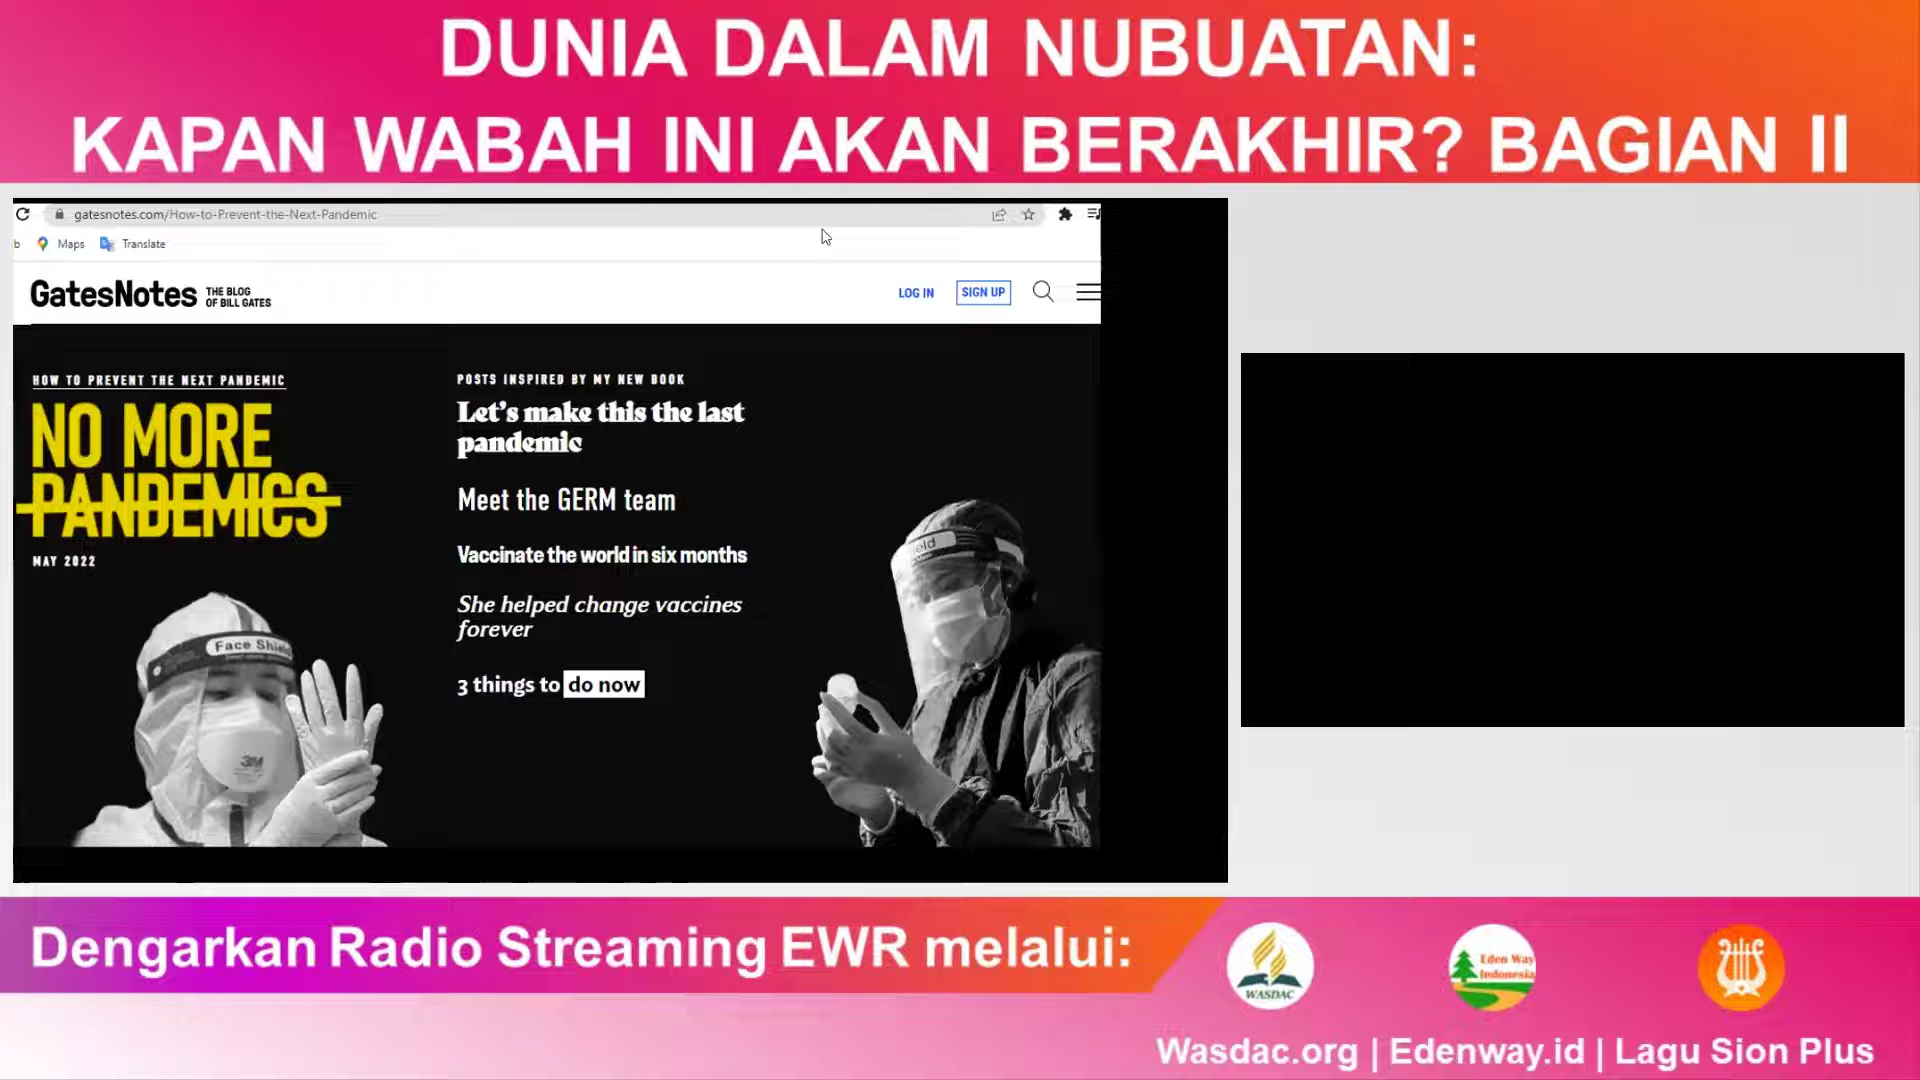 DUNIA DALAM NUBUATAN:
KAPAN WABAH INI AKAN BERAKHIR? BAGIAN II
gatesnotes.com/How-to-Prevent-the-Next-Pandemic
b Maps Translate
GatesNotes THE BLOG
OF BILL GATES
LOG IN SIGN UP
HOW TO PREVENT THE NEXT PANDEMIC
NO MORE
PANDEMICS
MAY 2022
POSTS INSPIRED BY MY NEW BOOK
Let's make this the last
pandemic
Meet the GERM team
Vaccinate the world in six months
She helped change vaccines
forever
3 things to do now
Face Shield
3M
eld
Dengarkan Radio Streaming EWR melalui:
WASDAC
Eden Way
Indonesia
Wasdac.org | Edenway.id | Lagu Sion Plus